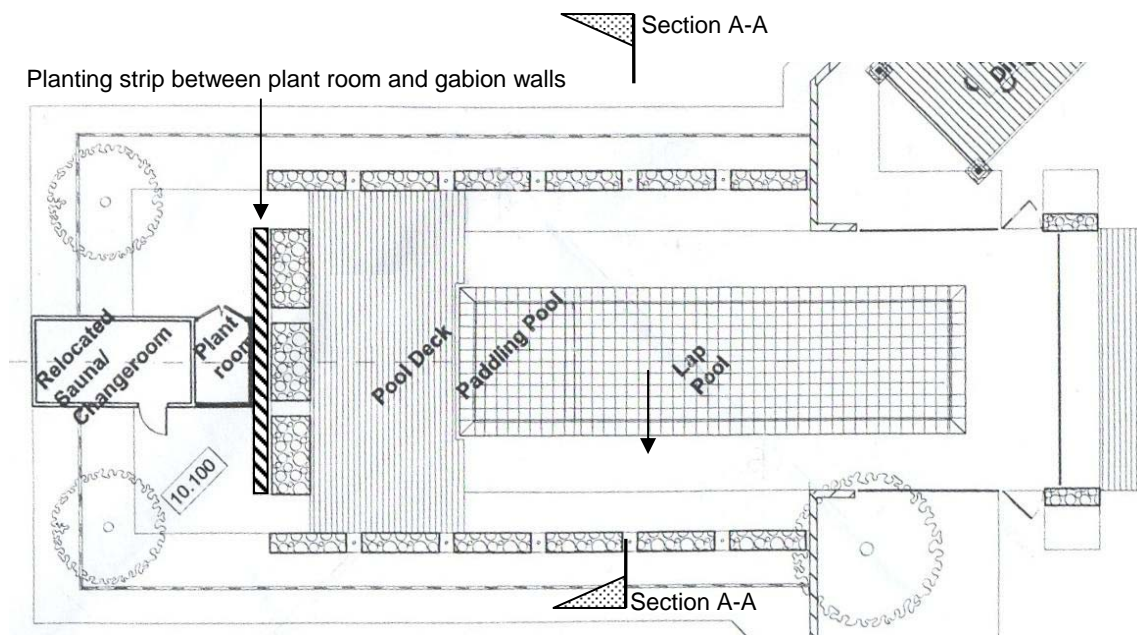 Section A-A
Planting strip between plant room and gabion walls
Relocated
Sauna/
Changeroom
Plant
room
Pool Deck
Paddling Pool
Lap
Pool
10.100
Section A-A